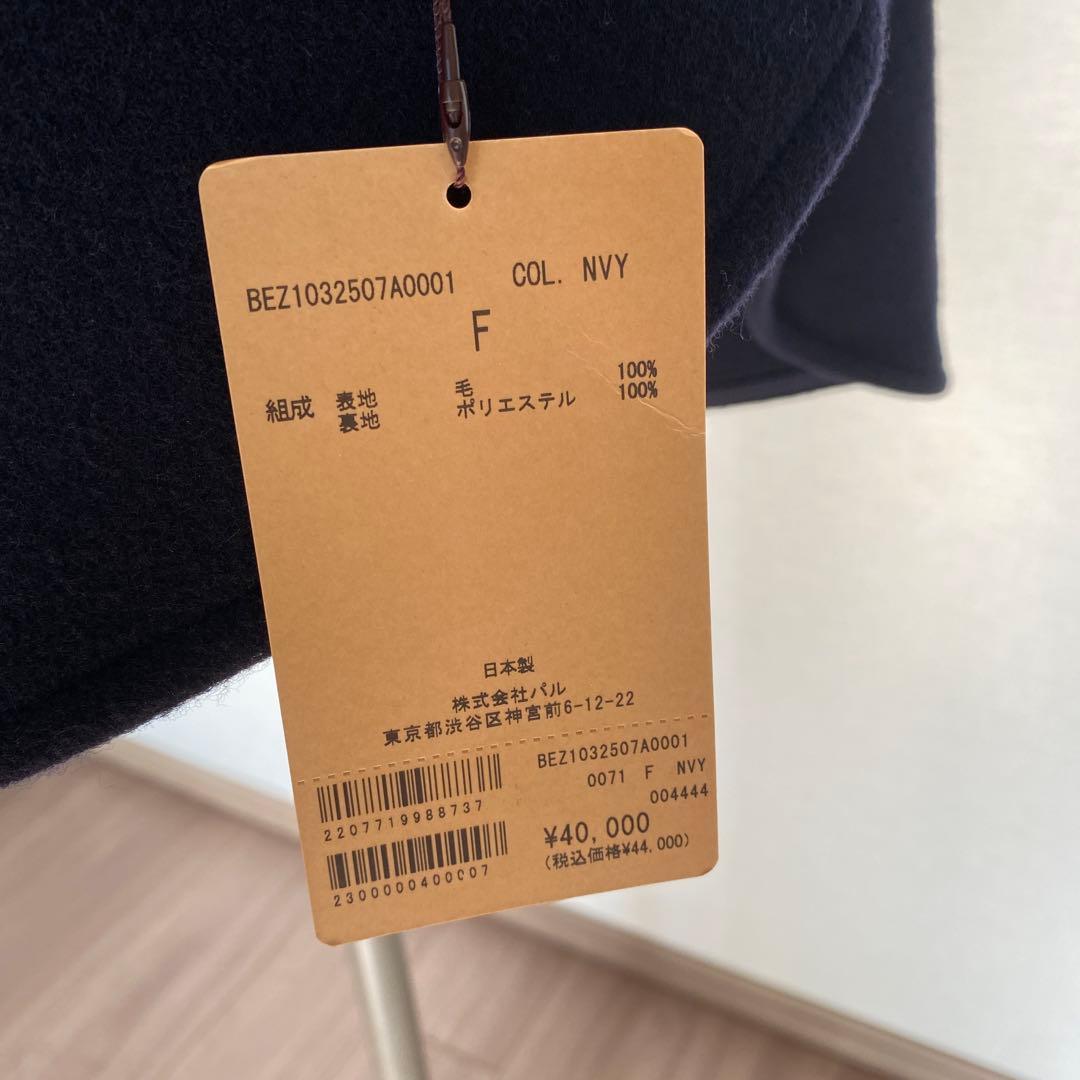 BEZ1032507A0001 COL. NVY
F
組成 表地 毛 100%
裏地 ポリエステル 100%
日本製
株式会社パル
東京都渋谷区神宮前6-12-22
BEZ1032507A0001
0071 F NVY
004444
2207719988737
¥40,000
(税込価格¥44,000)
2300000400007